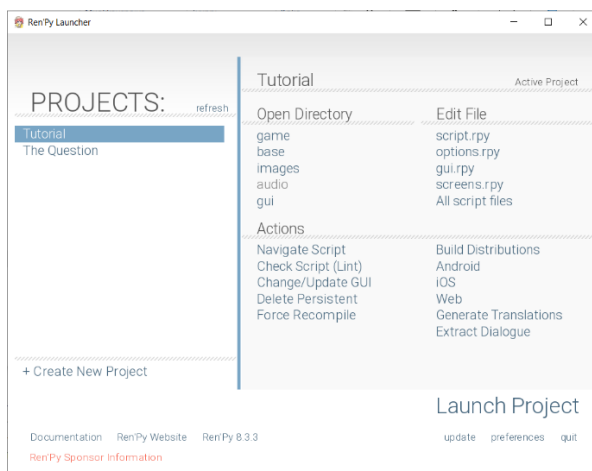 Ren'Py Launcher
PROJECTS:
refresh
Tutorial
The Question
+ Create New Project
Tutorial
Active Project
Open Directory
game
base
images
audio
gui
Edit File
script.rpy
options.rpy
gui.rpy
screens.rpy
All script files
Actions
Navigate Script
Check Script (Lint)
Change/Update GUI
Delete Persistent
Force Recompile
Build Distributions
Android
iOS
Web
Generate Translations
Extract Dialogue
Launch Project
Documentation Ren'Py Website Ren'Py 8.3.3
update preferences quit
Ren'Py Sponsor Information